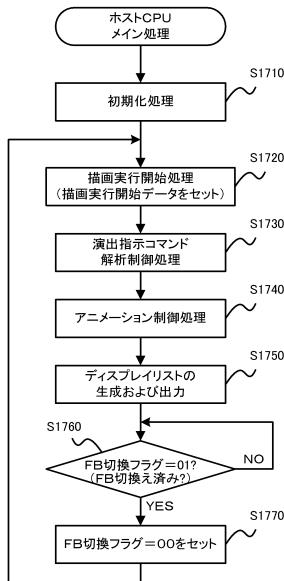 ホストCPU
メイン処理
S1710
初期化処理
S1720
描画実行開始処理
(描画実行開始データをセット)
S1730
演出指示コマンド
解析制御処理
S1740
アニメーション制御処理
S1750
ディスプレイリストの
生成および出力
S1760
FB切換フラグ=01?
(FB切換え済み?)
NO
YES
S1770
FB切換フラグ=00をセット